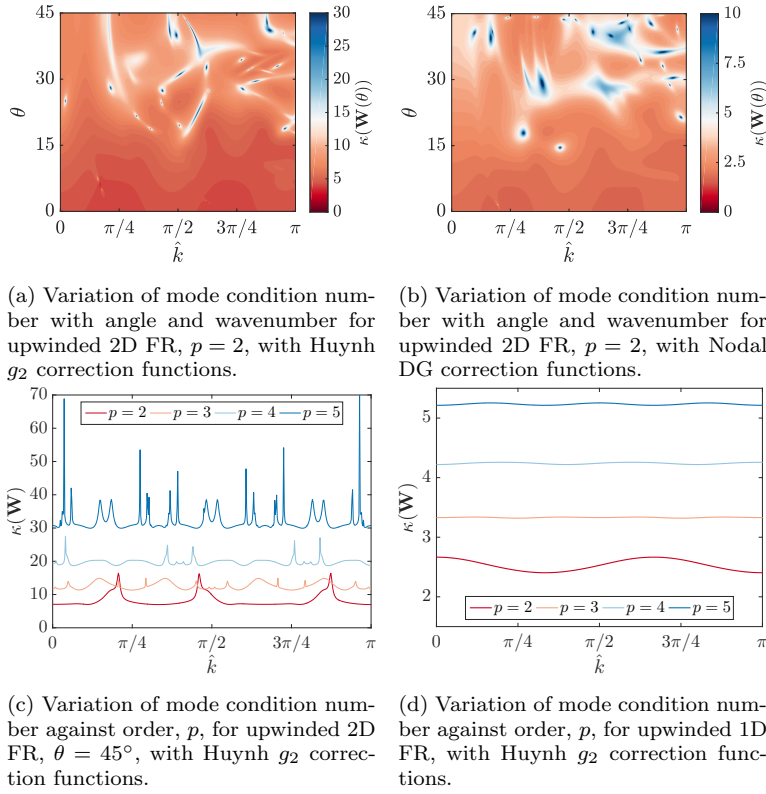 45
30
15
0
θ
0
π/4
π/2
3π/4
π
k̂
30
25
20
15
10
5
0
κ(W(θ))
45
30
15
0
θ
0
π/4
π/2
3π/4
π
k̂
10
7.5
5
2.5
0
κ(W(θ))
(a) Variation of mode condition num-
ber with angle and wavenumber for
upwinded 2D FR, p = 2, with Huynh
g₂ correction functions.
(b) Variation of mode condition num-
ber with angle and wavenumber for
upwinded 2D FR, p = 2, with Nodal
DG correction functions.
70
60
50
40
30
20
10
0
κ(W)
p = 2 p = 3 p = 4 p = 5
0
π/4
π/2
3π/4
π
k̂
5
4
3
2
κ(W)
p = 2 p = 3 p = 4 p = 5
0
π/4
π/2
3π/4
π
k̂
(c) Variation of mode condition num-
ber against order, p, for upwinded 2D
FR, θ = 45°, with Huynh g₂ correc-
tion functions.
(d) Variation of mode condition num-
ber against order, p, for upwinded 1D
FR, with Huynh g₂ correction func-
tions.